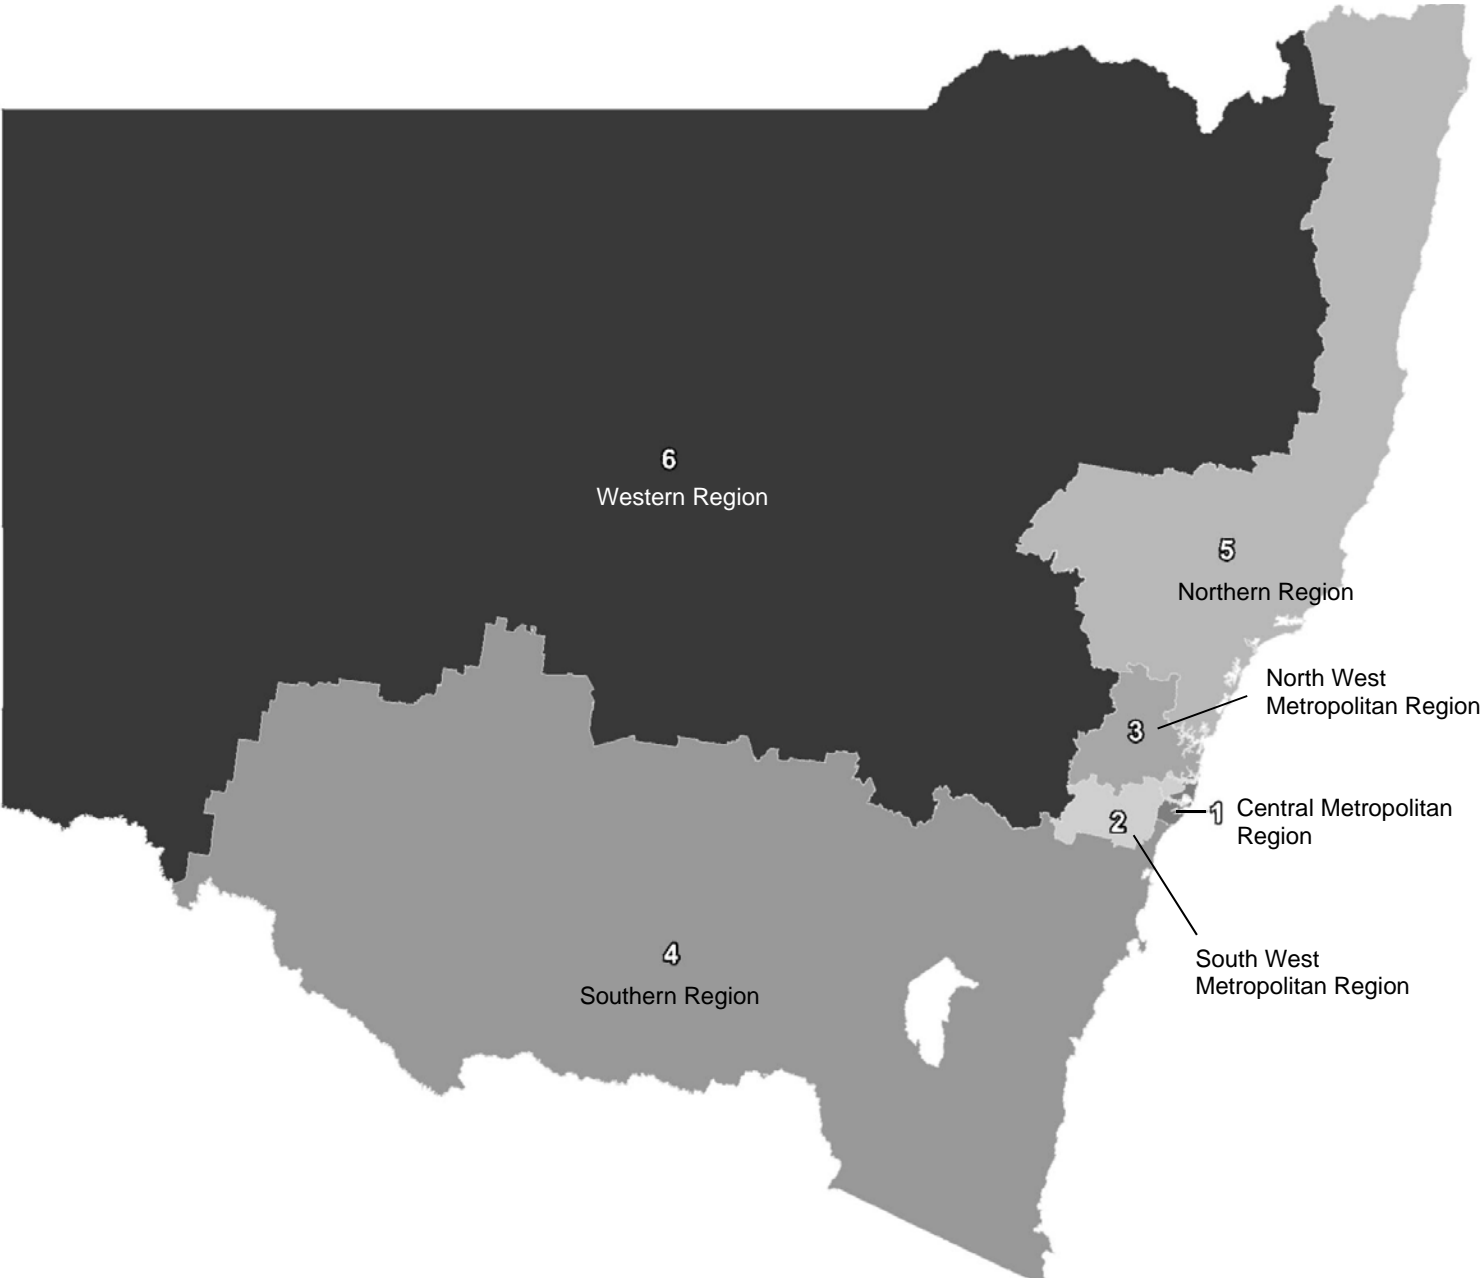 6
Western Region
5
Northern Region
North West
Metropolitan Region
3
1
Central Metropolitan
Region
2
South West
Metropolitan Region
4
Southern Region